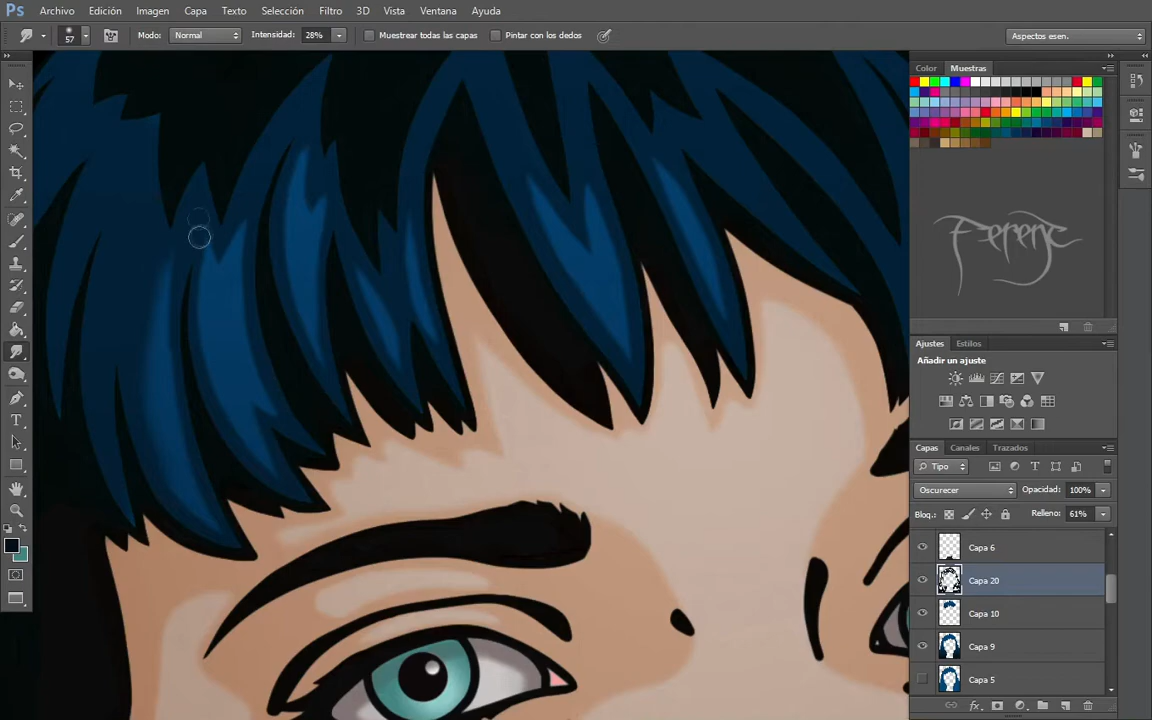 Ps Archivo Edición Imagen Capa Texto Selección Filtro 3D Vista Ventana Ayuda
57 Modo: Normal Intensidad: 28% Muestrear todas las capas Pintar con los dedos Aspectos esen.
Color Muestras
Ferenc
Ajustes Estilos
Añadir un ajuste
Capas Canales Trazados
Tipo
Oscurecer Opacidad: 100%
Bloq.: Relleno: 61%
Capa 6
Capa 20
Capa 10
Capa 9
Capa 5
fx